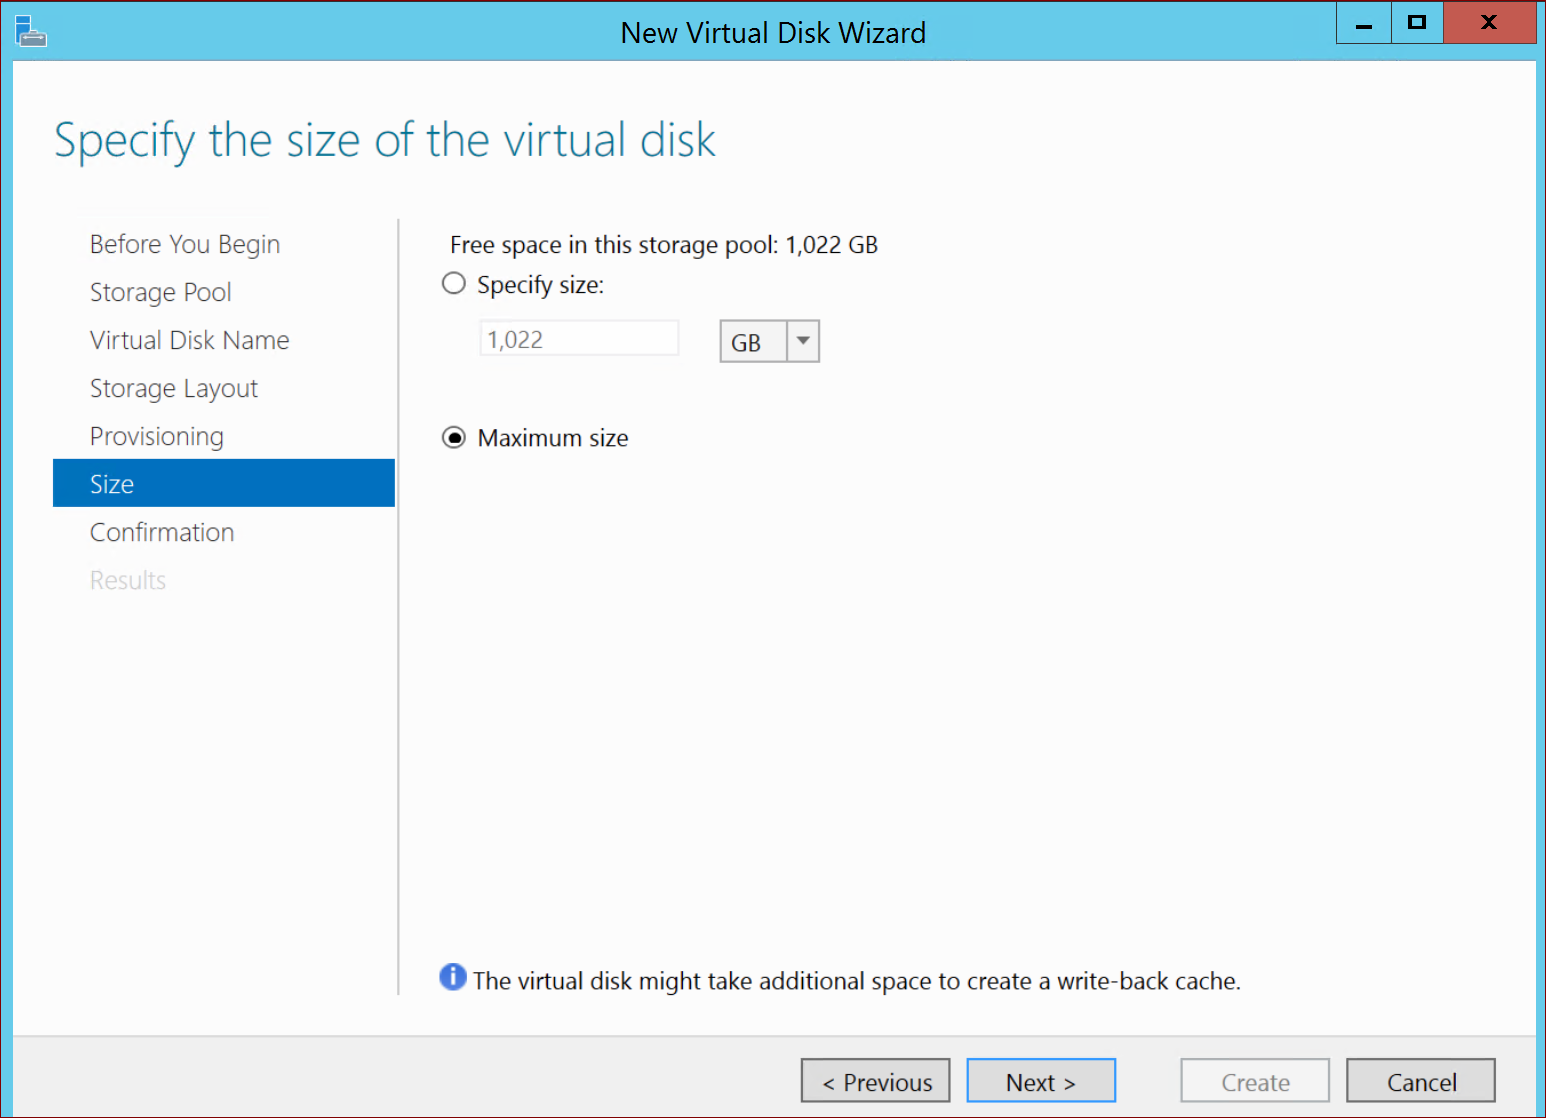 New Virtual Disk Wizard
Specify the size of the virtual disk
Before You Begin
Storage Pool
Virtual Disk Name
Storage Layout
Provisioning
Size
Confirmation
Results
Free space in this storage pool: 1,022 GB
Specify size:
1,022 GB
Maximum size
The virtual disk might take additional space to create a write-back cache.
< Previous Next > Create Cancel